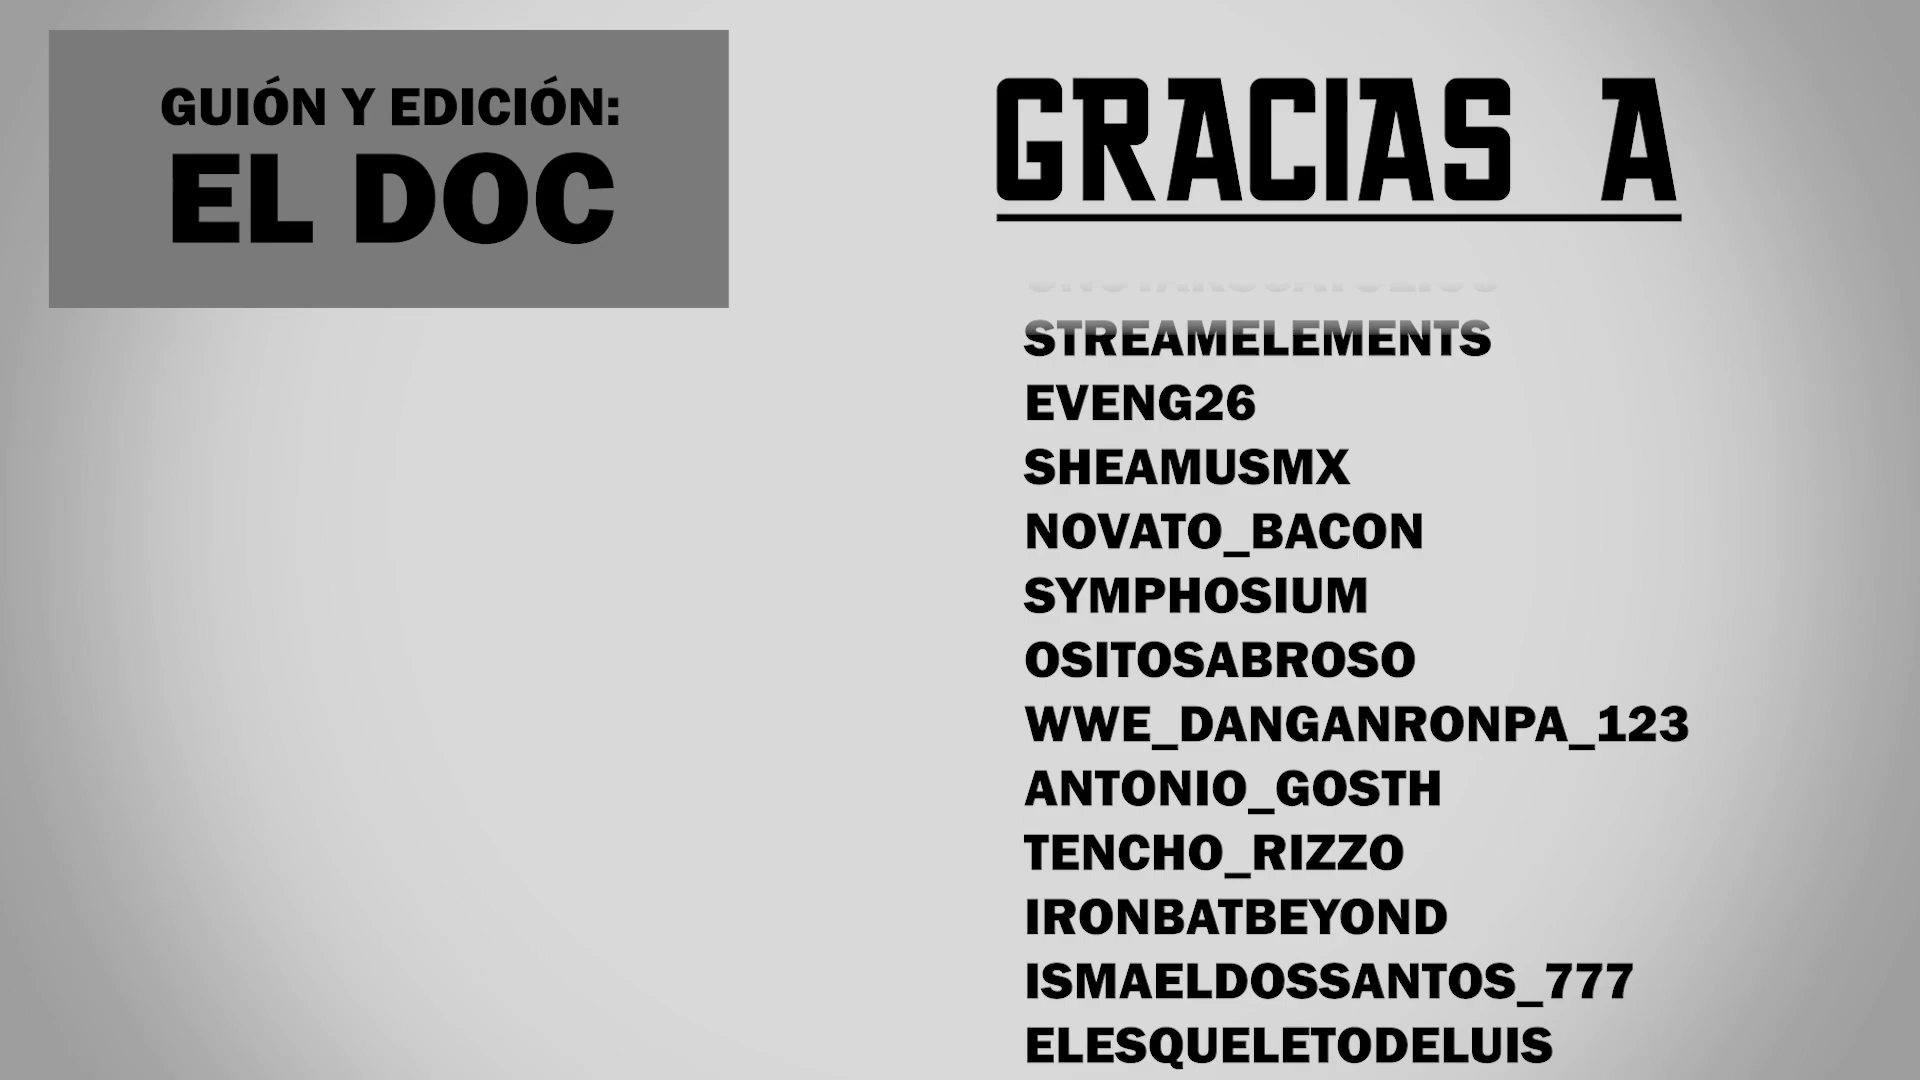 GUIÓN Y EDICIÓN:
EL DOC
GRACIAS A
STREAMELEMENTS
EVENG26
SHEAMUSMX
NOVATO_BACON
SYMPHOSIUM
OSITOSABROSO
WWE_DANGANRONPA_123
ANTONIO_GOSTH
TENCHO_RIZZO
IRONBATBEYOND
ISMAELDOSSANTOS_777
ELESQUELETODELUIS